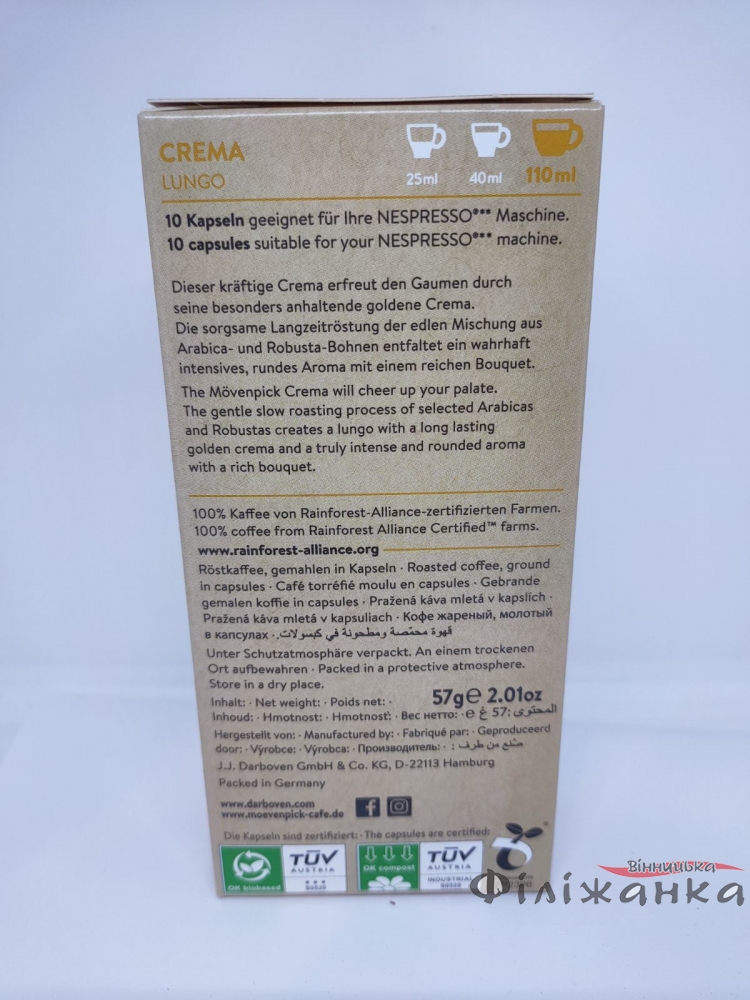 CREMA
LUNGO
25ml 40ml 110ml
10 Kapseln geeignet für Ihre NESPRESSO®** Maschine.
10 capsules suitable for your NESPRESSO®** machine.
Dieser kräftige Crema erfreut den Gaumen durch
seine besonders anhaltende goldene Crema.
Die sorgsame Langzeitröstung der edlen Mischung aus
Arabica- und Robusta-Bohnen entfaltet ein wahrhaft
intensives, rundes Aroma mit einem reichen Bouquet.
The Mövenpick Crema will cheer up your palate.
The gentle slow roasting process of selected Arabicas
and Robustas creates a lungo with a long lasting
golden crema and a truly intense and rounded aroma
with a rich bouquet.
100% Kaffee von Rainforest-Alliance-zertifizierten Farmen.
100% coffee from Rainforest Alliance Certified™ farms.
www.rainforest-alliance.org
Röstkaffee, gemahlen in Kapseln · Roasted coffee, ground
in capsules · Café torréfié moulu en capsules · Gebrande
gemalen koffie in capsules · Pražená káva mletá v kapslích ·
Pražená káva mletá v kapsuliach · Кофе жареный, молотый
в капсулах · قهوة محمّصة ومطحونة في كبسولات.
Unter Schutzatmosphäre verpackt. An einem trockenen
Ort aufbewahren · Packed in a protective atmosphere.
Store in a dry place.
Inhalt: · Net weight: · Poids net: · 57g℮ 2.01oz
Inhoud: · Hmotnost: · Hmotnosť: · Вес нетто: · ℮ المحتوى: 57 غ
Hergestellt von: · Manufactured by: · Fabriqué par: · Geproduceerd
door: · Výrobce: · Výrobca: · Производитель: · صُنع من طرف :
J.J. Darboven GmbH & Co. KG, D-22113 Hamburg
Packed in Germany
www.darboven.com
www.moevenpick-cafe.de
Die Kapseln sind zertifiziert: · The capsules are certified:
OK biobased TÜV AUSTRIA OK compost TÜV AUSTRIA INDUSTRIAL
Вінницька
Філіжанка